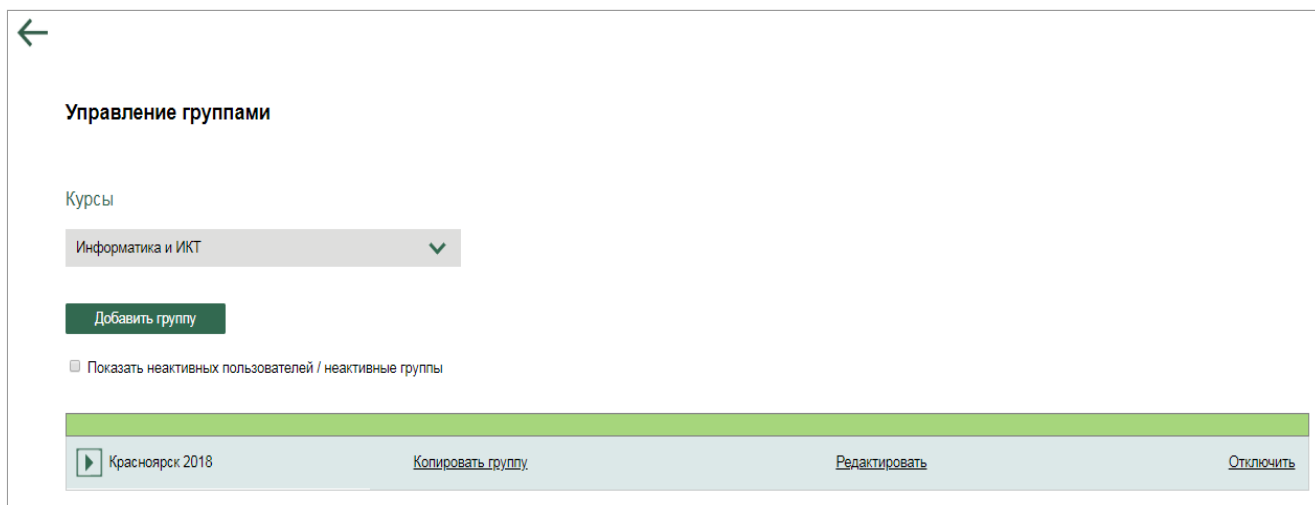 Управление группами
Курсы
Информатика и ИКТ
Добавить группу
Показать неактивных пользователей / неактивные группы
Красноярск 2018 Копировать группу Редактировать Отключить